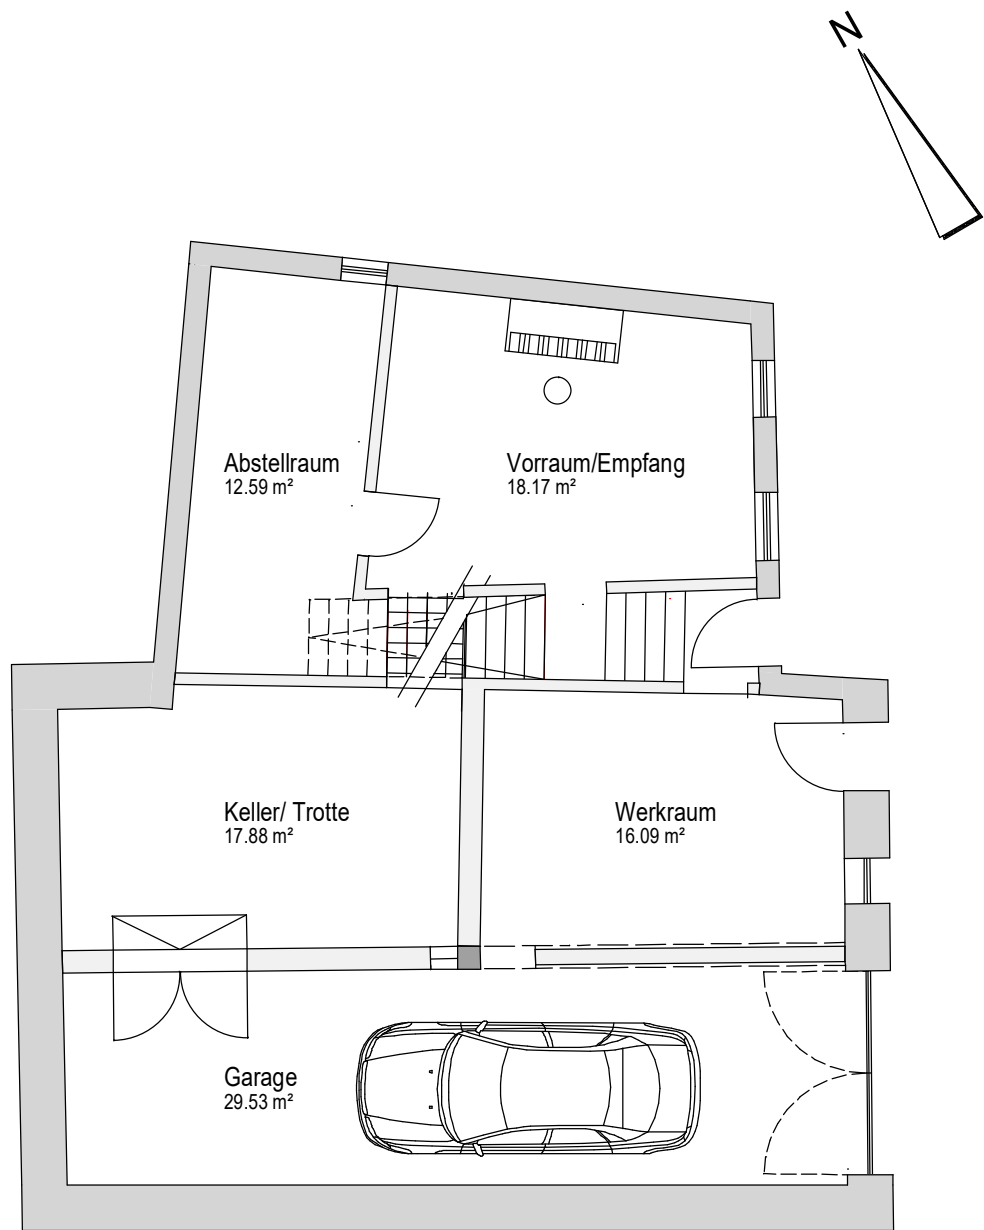 N
Abstellraum
12.59 m²
Vorraum/Empfang
18.17 m²
Keller/ Trotte
17.88 m²
Werkraum
16.09 m²
Garage
29.53 m²